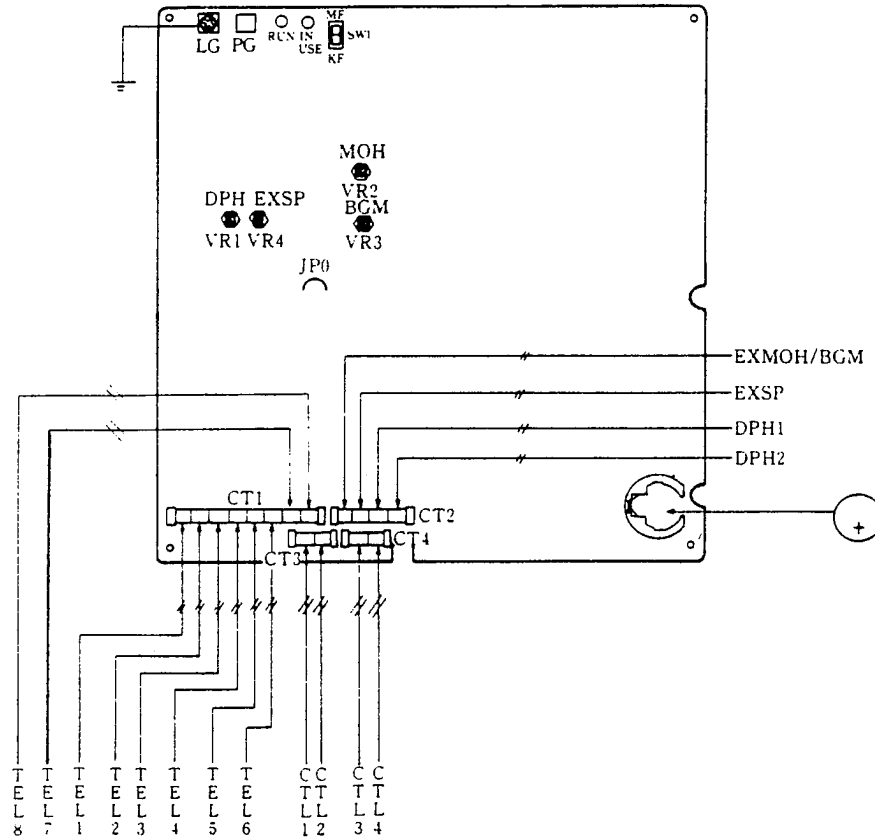 MF
LG PG RUN IN USE SW1
KF
MOH
VR2
DPH EXSP BGM
VR1 VR4 VR3
JP0
EXMOH/BGM
EXSP
DPH1
DPH2
CT1
CT2
CT3 CT4
+
TEL8 TEL7 TEL1 TEL2 TEL3 TEL4 TEL5 TEL6 CTL1 CTL2 CTL3 CTL4